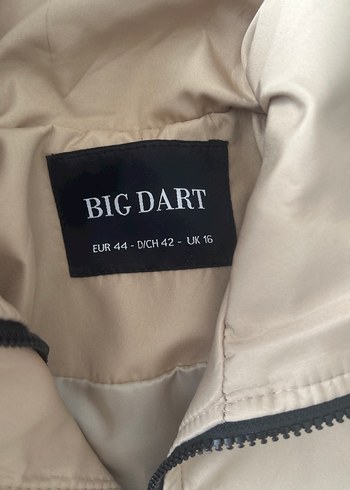 BIG DART
EUR 44 - D/CH 42 - UK 16